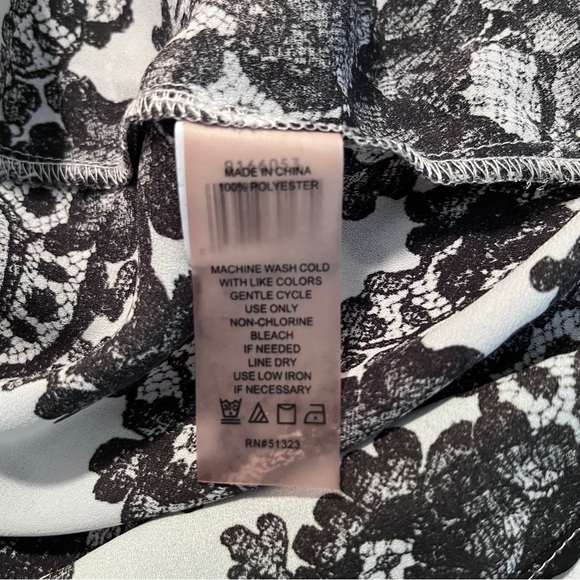 MADE IN CHINA
100% POLYESTER
MACHINE WASH COLD
WITH LIKE COLORS
GENTLE CYCLE
USE ONLY
NON-CHLORINE
BLEACH
IF NEEDED
LINE DRY
USE LOW IRON
IF NECESSARY
RN#51323